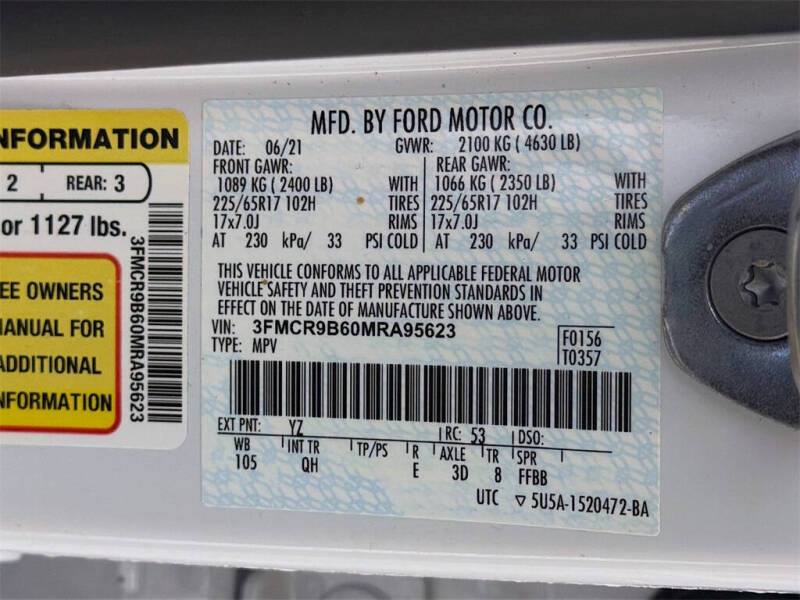 NFORMATION
2 REAR: 3
or 1127 lbs.
3FMCR9B60MRA95623
EE OWNERS
MANUAL FOR
ADDITIONAL
NFORMATION
MFD. BY FORD MOTOR CO.
DATE: 06/21 GVWR: 2100 KG ( 4630 LB)
FRONT GAWR: REAR GAWR:
1089 KG ( 2400 LB) WITH 1066 KG ( 2350 LB) WITH
225/65R17 102H TIRES 225/65R17 102H TIRES
17x7.0J RIMS 17x7.0J RIMS
AT 230 kPa/ 33 PSI COLD AT 230 kPa/ 33 PSI COLD
THIS VEHICLE CONFORMS TO ALL APPLICABLE FEDERAL MOTOR
VEHICLE SAFETY AND THEFT PREVENTION STANDARDS IN
EFFECT ON THE DATE OF MANUFACTURE SHOWN ABOVE.
VIN: 3FMCR9B60MRA95623 F0156
TYPE: MPV T0357
EXT PNT: YZ RC: 53 DSO:
WB INT TR TP/PS R AXLE TR SPR
105 QH E 3D 8 FFBB
UTC ▽ 5U5A-1520472-BA